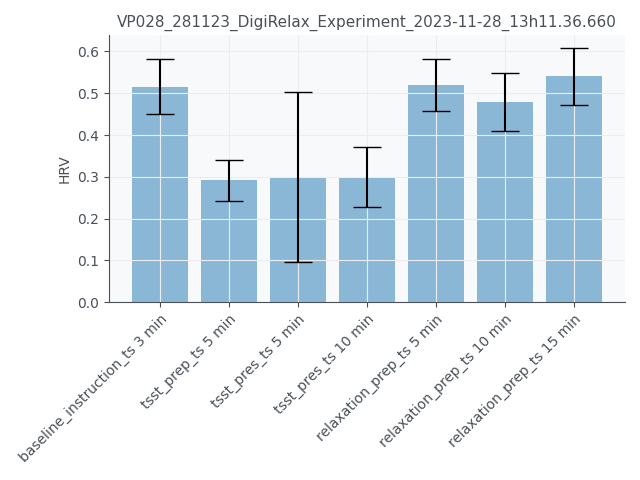 VP028_281123_DigiRelax_Experiment_2023-11-28_13h11.36.660
0.6
0.5
0.4
0.3
0.2
0.1
0.0
HRV
baseline_instruction_ts 3 min
tsst_prep_ts 5 min
tsst_pres_ts 5 min
tsst_pres_ts 10 min
relaxation_prep_ts 5 min
relaxation_prep_ts 10 min
relaxation_prep_ts 15 min